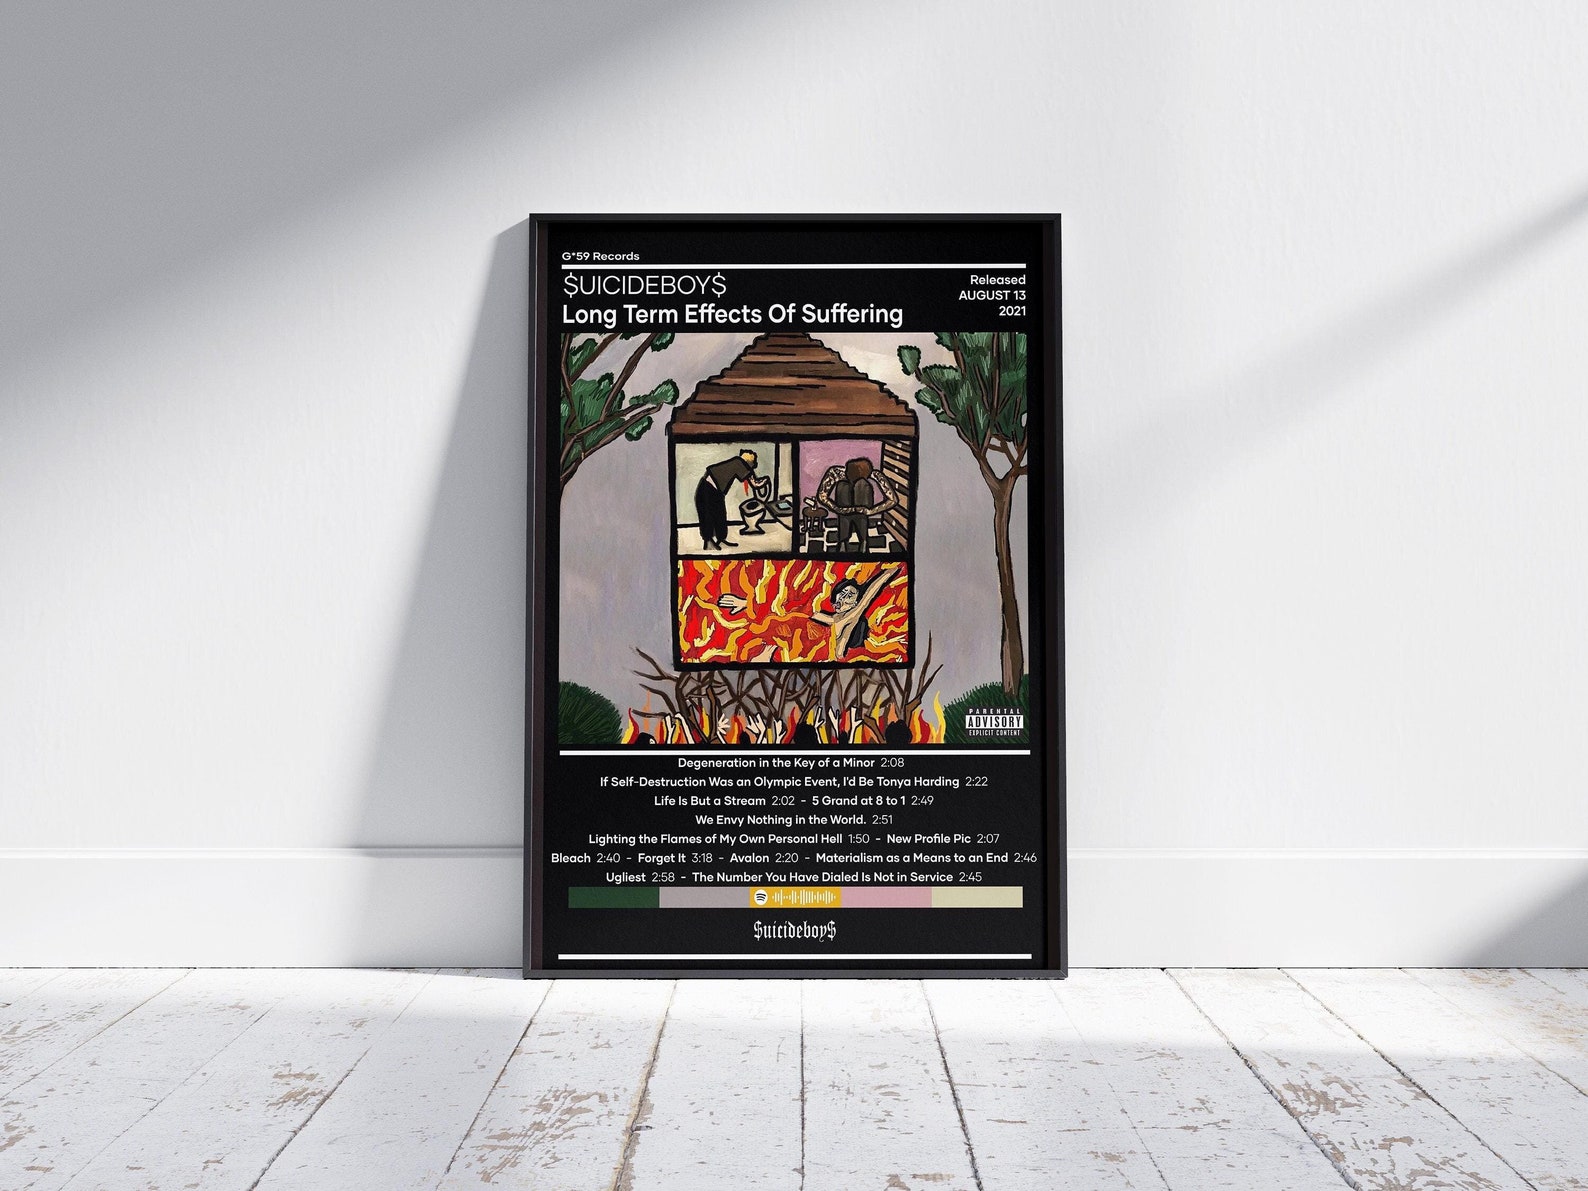 G*59 Records
$UICIDEBOY$
Long Term Effects Of Suffering
Released
AUGUST 13
2021
PARENTAL
ADVISORY
EXPLICIT CONTENT
Degeneration in the Key of a Minor 2:08
If Self-Destruction Was an Olympic Event, I'd Be Tonya Harding 2:22
Life Is But a Stream 2:02 - 5 Grand at 8 to 1 2:49
We Envy Nothing in the World. 2:51
Lighting the Flames of My Own Personal Hell 1:50 - New Profile Pic 2:07
Bleach 2:40 - Forget It 3:18 - Avalon 2:20 - Materialism as a Means to an End 2:46
Ugliest 2:58 - The Number You Have Dialed Is Not in Service 2:45
$uicideboy$